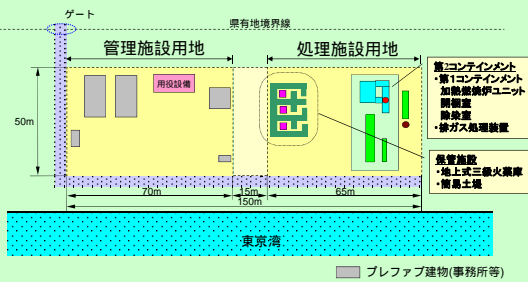 ゲート
県有地境界線
管理施設用地
処理施設用地
用役設備
50m
第2コンテインメント
・第1コンテインメント
加熱燃焼炉ユニット
開梱室
除染室
・排ガス処理装置
保管施設
・地上式三級火薬庫
・簡易土堤
70m
15m
65m
150m
東京湾
プレファブ建物(事務所等)